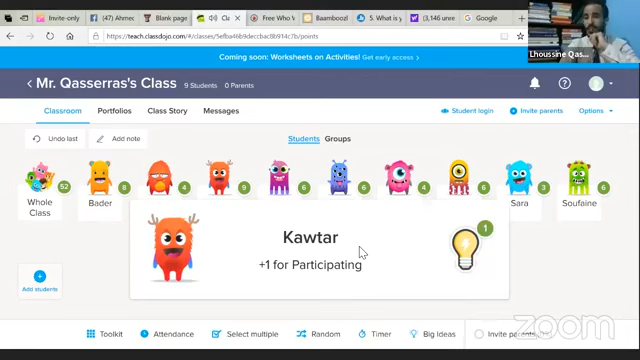 Invite-only
(47) Ahmed
Blank page
Cla
Free Who W
Baamboozl
5. What is y
(3,146 unre
Google
https://teach.classdojo.com/#/classes/5efba46b9deccbac8b914c7b/points
Coming soon: Worksheets on Activities! Get early access >
Lhoussine Qas...
Mr. Qasserras's Class 9 Students 0 Parents
Classroom Portfolios Class Story Messages Student login Invite parents Options
Undo last Add note Students Groups
52 8 4 9 6 6 4 6 3 6
Whole Class Bader Sara Soufaine
Kawtar 1
+1 for Participating
Add students
Toolkit Attendance Select multiple Random Timer Big Ideas Invite parents
zoom